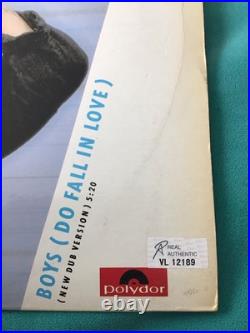 BOYS ( DO FALL IN LOVE )
( NEW DUB VERSION ) 5:20
REAL
AUTHENTIC
VL 12189
polydor